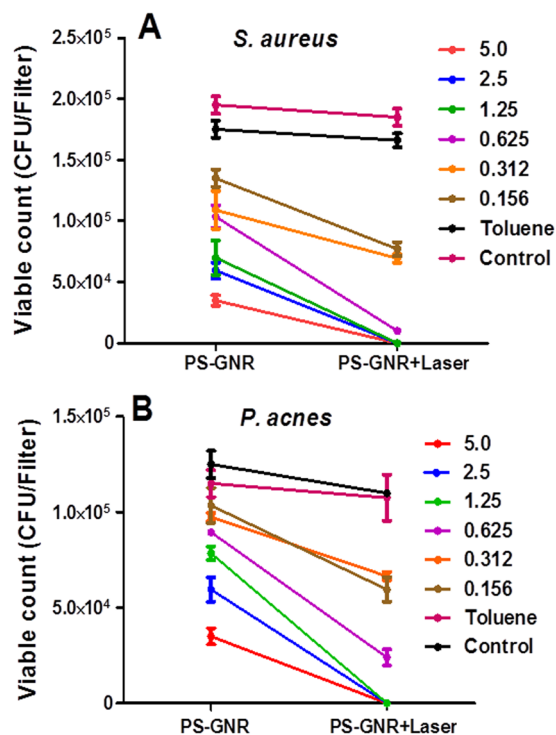 A
S. aureus
Viable count (CFU/Filter)
2.5×10⁵
2.0×10⁵
1.5×10⁵
1.0×10⁵
5.0×10⁴
0
PS-GNR
PS-GNR+Laser
5.0
2.5
1.25
0.625
0.312
0.156
Toluene
Control
B
P. acnes
Viable count (CFU/Filter)
1.5×10⁵
1.0×10⁵
5.0×10⁴
0
PS-GNR
PS-GNR+Laser
5.0
2.5
1.25
0.625
0.312
0.156
Toluene
Control